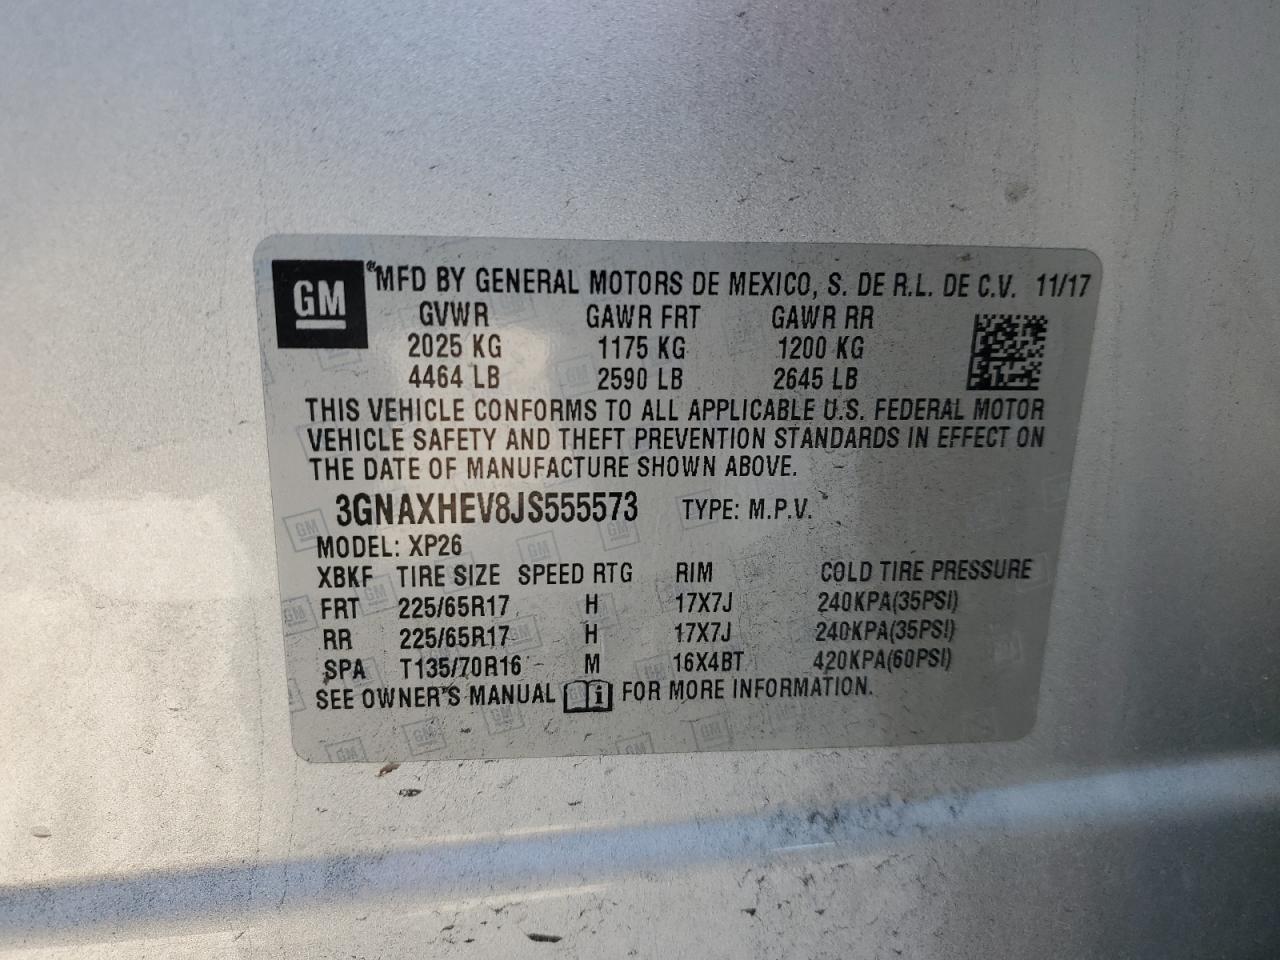 GM ® MFD BY GENERAL MOTORS DE MEXICO, S. DE R.L. DE C.V. 11/17
GVWR GAWR FRT GAWR RR
2025 KG 1175 KG 1200 KG
4464 LB 2590 LB 2645 LB
THIS VEHICLE CONFORMS TO ALL APPLICABLE U.S. FEDERAL MOTOR
VEHICLE SAFETY AND THEFT PREVENTION STANDARDS IN EFFECT ON
THE DATE OF MANUFACTURE SHOWN ABOVE.
3GNAXHEV8JS555573 TYPE: M.P.V.
MODEL: XP26
XBKF TIRE SIZE SPEED RTG RIM COLD TIRE PRESSURE
FRT 225/65R17 H 17X7J 240KPA(35PSI)
RR 225/65R17 H 17X7J 240KPA(35PSI)
SPA T135/70R16 M 16X4BT 420KPA(60PSI)
SEE OWNER'S MANUAL FOR MORE INFORMATION.